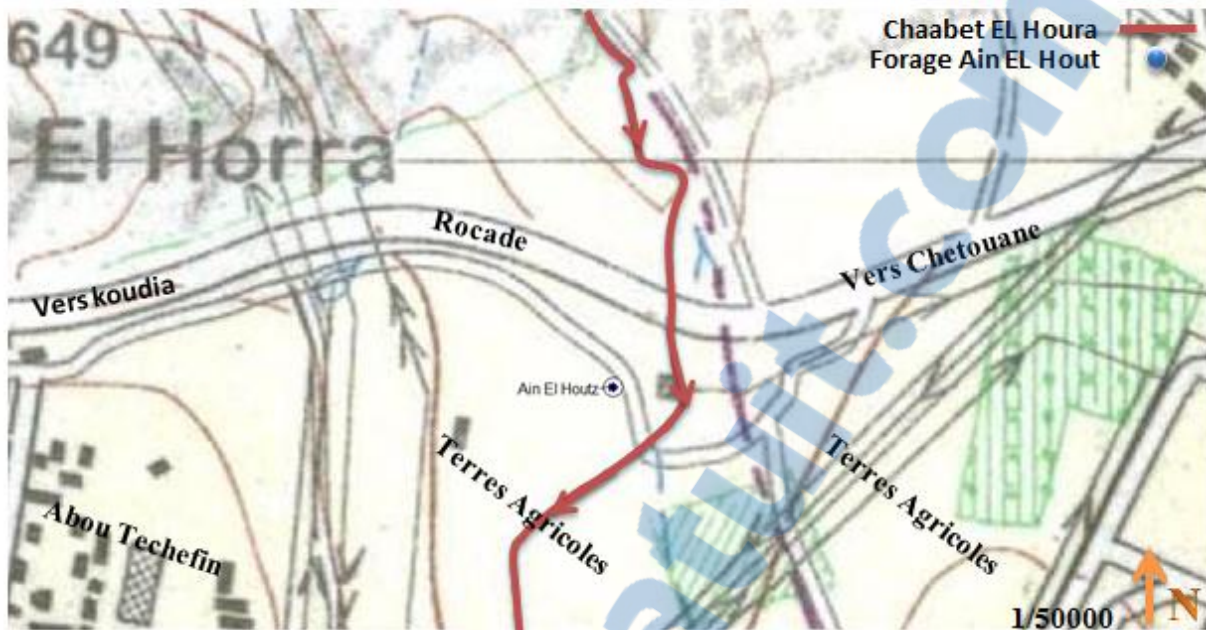 649
Chaabet EL Houra
Forage Ain EL Hout
El Horra
Rocade
Vers Chetouane
Vers koudia
Ain El Houtz
Terres Agricoles
Terres Agricoles
Abou Techefin
1/50000
N